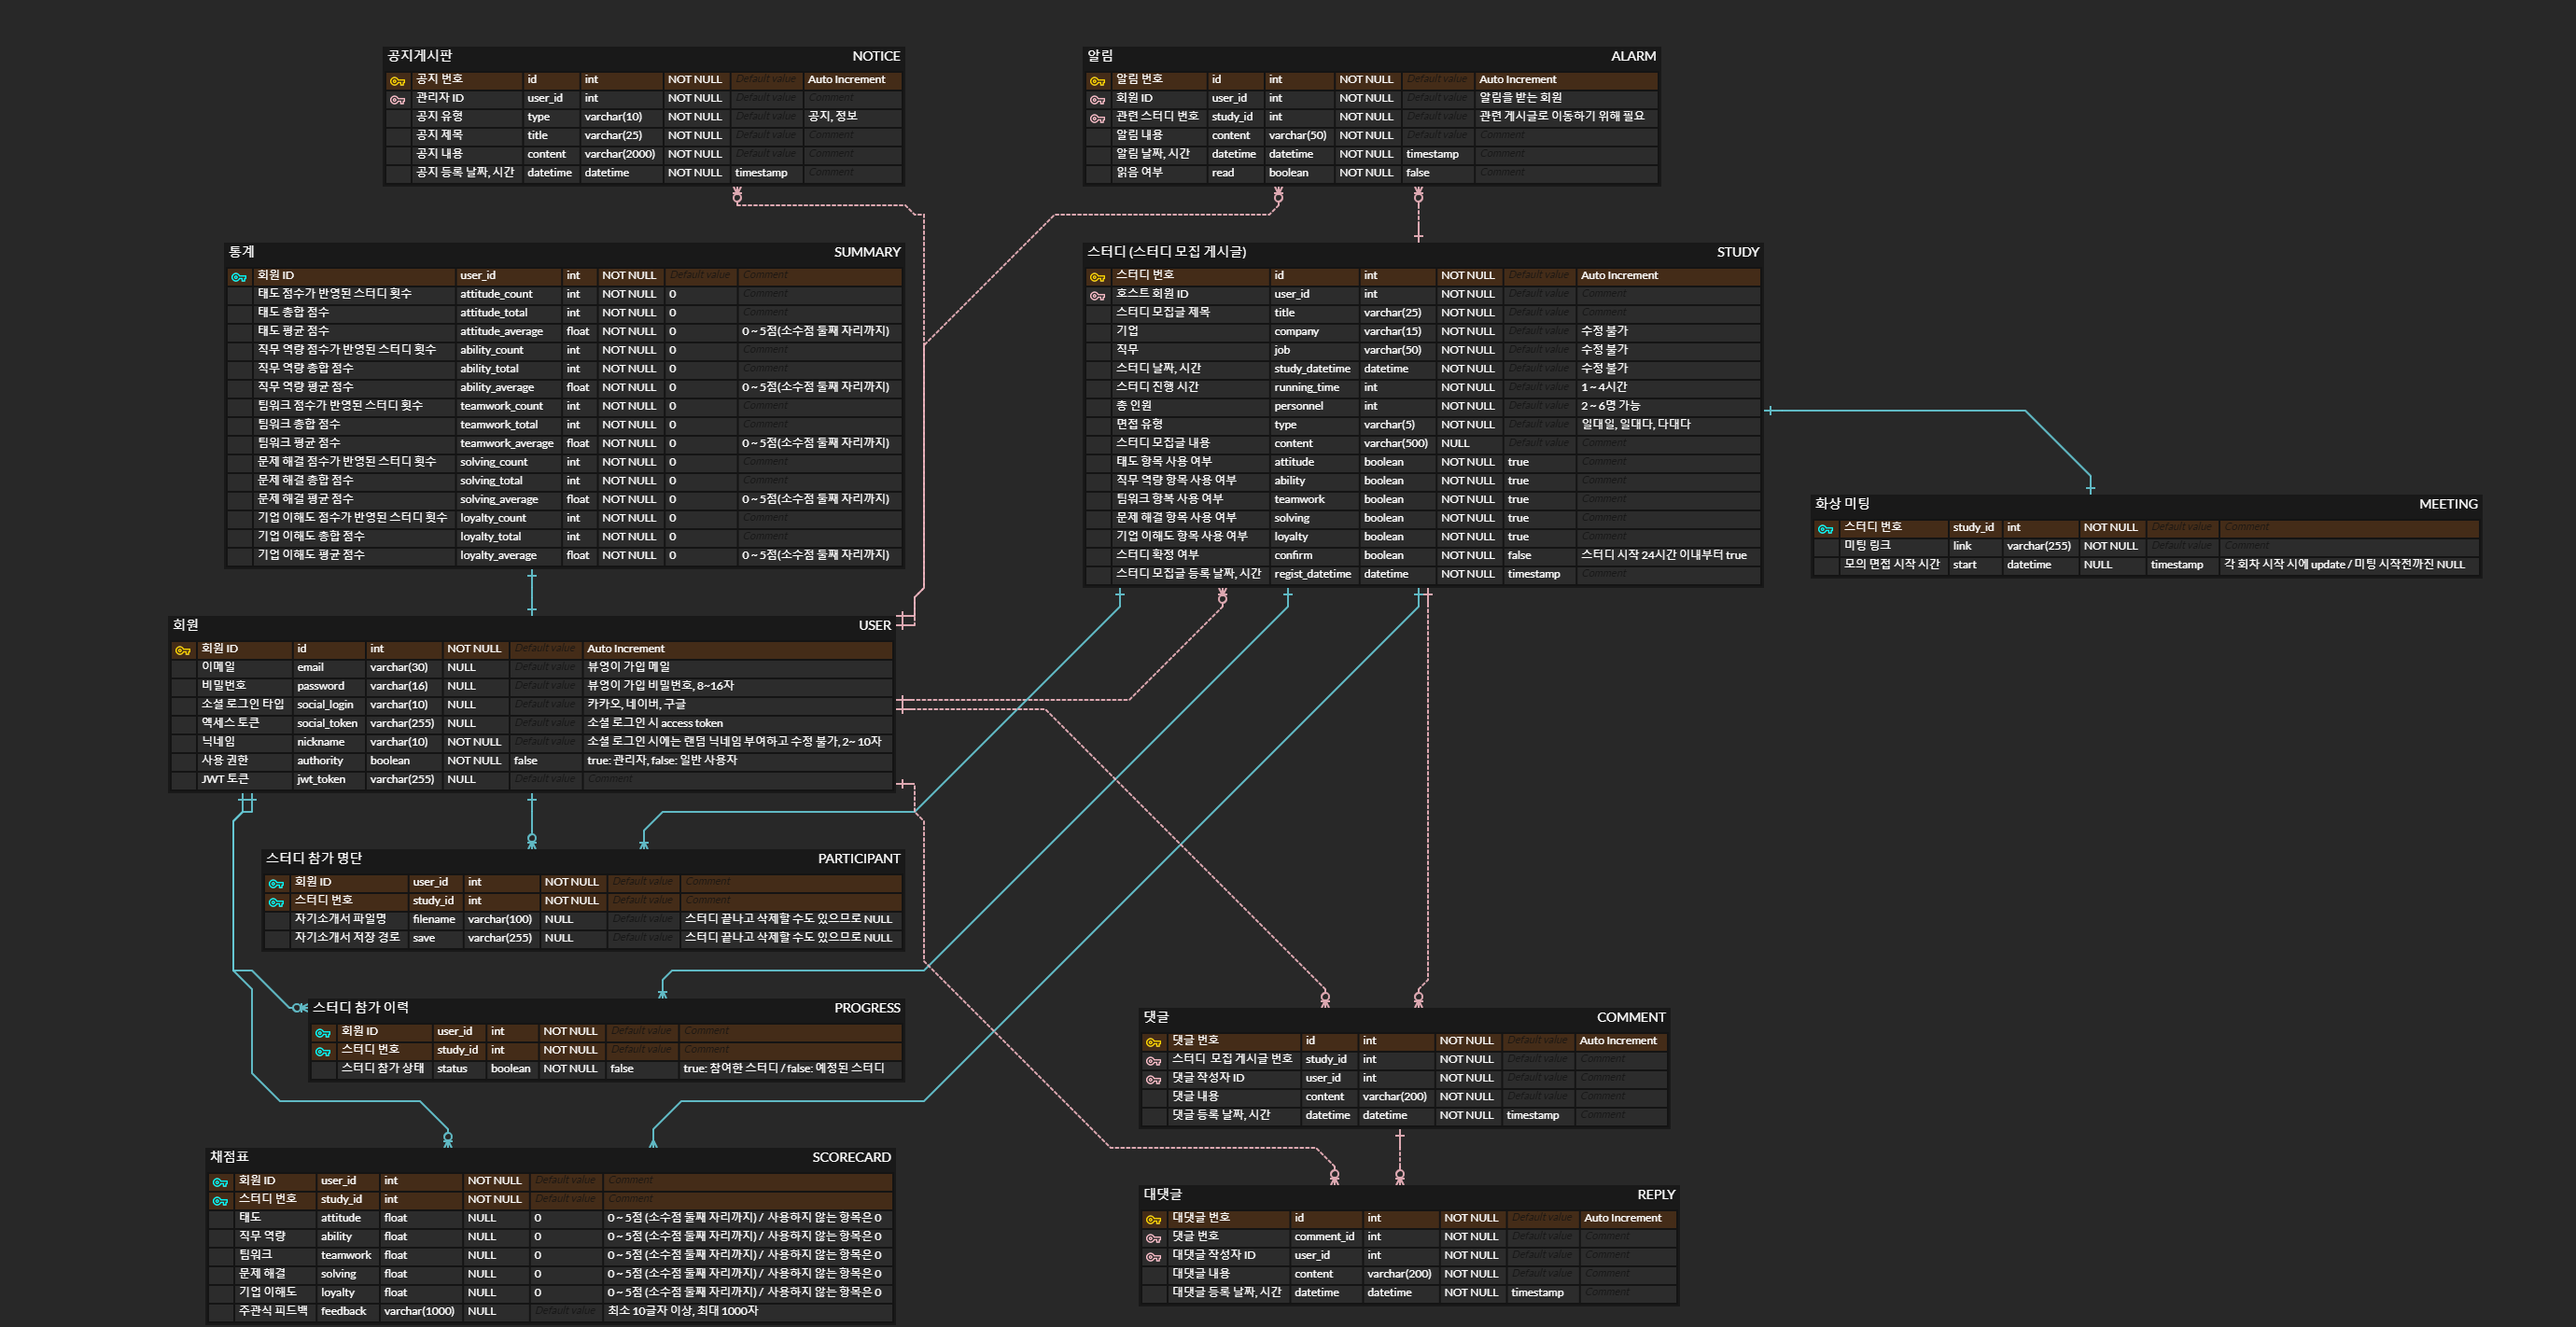 공지게시판 NOTICE
공지 번호 id int NOT NULL Default value Auto Increment
관리자 ID user_id int NOT NULL Default value Comment
공지 유형 type varchar(10) NOT NULL Default value 공지, 정보
공지 제목 title varchar(25) NOT NULL Default value Comment
공지 내용 content varchar(2000) NOT NULL Default value Comment
공지 등록 날짜, 시간 datetime datetime NOT NULL timestamp Comment
알림 ALARM
알림 번호 id int NOT NULL Default value Auto Increment
회원 ID user_id int NOT NULL Default value 알림을 받는 회원
관련 스터디 번호 study_id int NOT NULL Default value 관련 게시글로 이동하기 위해 필요
알림 내용 content varchar(50) NOT NULL Default value Comment
알림 날짜, 시간 datetime datetime NOT NULL timestamp Comment
읽음 여부 read boolean NOT NULL false Comment
통계 SUMMARY
회원 ID user_id int NOT NULL Default value Comment
태도 점수가 반영된 스터디 횟수 attitude_count int NOT NULL 0 Comment
태도 총합 점수 attitude_total int NOT NULL 0 Comment
태도 평균 점수 attitude_average float NOT NULL 0 0 ~ 5점(소수점 둘째 자리까지)
직무 역량 점수가 반영된 스터디 횟수 ability_count int NOT NULL 0 Comment
직무 역량 총합 점수 ability_total int NOT NULL 0 Comment
직무 역량 평균 점수 ability_average float NOT NULL 0 0 ~ 5점(소수점 둘째 자리까지)
팀워크 점수가 반영된 스터디 횟수 teamwork_count int NOT NULL 0 Comment
팀워크 총합 점수 teamwork_total int NOT NULL 0 Comment
팀워크 평균 점수 teamwork_average float NOT NULL 0 0 ~ 5점(소수점 둘째 자리까지)
문제 해결 점수가 반영된 스터디 횟수 solving_count int NOT NULL 0 Comment
문제 해결 총합 점수 solving_total int NOT NULL 0 Comment
문제 해결 평균 점수 solving_average float NOT NULL 0 0 ~ 5점(소수점 둘째 자리까지)
기업 이해도 점수가 반영된 스터디 횟수 loyalty_count int NOT NULL 0 Comment
기업 이해도 총합 점수 loyalty_total int NOT NULL 0 Comment
기업 이해도 평균 점수 loyalty_average float NOT NULL 0 0 ~ 5점(소수점 둘째 자리까지)
스터디 (스터디 모집 게시글) STUDY
스터디 번호 id int NOT NULL Default value Auto Increment
호스트 회원 ID user_id int NOT NULL Default value Comment
스터디 모집글 제목 title varchar(25) NOT NULL Default value Comment
기업 company varchar(15) NOT NULL Default value 수정 불가
직무 job varchar(50) NOT NULL Default value 수정 불가
스터디 날짜, 시간 study_datetime datetime NOT NULL Default value 수정 불가
스터디 진행 시간 running_time int NOT NULL Default value 1 ~ 4시간
총 인원 personnel int NOT NULL Default value 2 ~ 6명 가능
면접 유형 type varchar(5) NOT NULL Default value 일대일, 일대다, 다대다
스터디 모집글 내용 content varchar(500) NULL Default value Comment
태도 항목 사용 여부 attitude boolean NOT NULL true Comment
직무 역량 항목 사용 여부 ability boolean NOT NULL true Comment
팀워크 항복 사용 여부 teamwork boolean NOT NULL true Comment
문제 해결 항목 사용 여부 solving boolean NOT NULL true Comment
기업 이해도 항목 사용 여부 loyalty boolean NOT NULL true Comment
스터디 확정 여부 confirm boolean NOT NULL false 스터디 시작 24시간 이내부터 true
스터디 모집글 등록 날짜, 시간 regist_datetime datetime NOT NULL timestamp Comment
화상 미팅 MEETING
스터디 번호 study_id int NOT NULL Default value Comment
미팅 링크 link varchar(255) NOT NULL Default value Comment
모의 면접 시작 시간 start datetime NULL timestamp 각 회차 시작 시에 update / 미팅 시작전까진 NULL
회원 USER
회원 ID id int NOT NULL Default value Auto Increment
이메일 email varchar(30) NULL Default value 뷰영이 가입 메일
비밀번호 password varchar(16) NULL Default value 뷰영이 가입 비밀번호, 8~16자
소셜 로그인 타입 social_login varchar(10) NULL Default value 카카오, 네이버, 구글
엑세스 토큰 social_token varchar(255) NULL Default value 소셜 로그인 시 access token
닉네임 nickname varchar(10) NOT NULL Default value 소셜 로그인 시에는 랜덤 닉네임 부여하고 수정 불가, 2~ 10자
사용 권한 authority boolean NOT NULL false true: 관리자, false: 일반 사용자
JWT 토큰 jwt_token varchar(255) NULL Default value Comment
스터디 참가 명단 PARTICIPANT
회원 ID user_id int NOT NULL Default value Comment
스터디 번호 study_id int NOT NULL Default value Comment
자기소개서 파일명 filename varchar(100) NULL Default value 스터디 끝나고 삭제할 수도 있으므로 NULL
자기소개서 저장 경로 save varchar(255) NULL Default value 스터디 끝나고 삭제할 수도 있으므로 NULL
스터디 참가 이력 PROGRESS
회원 ID user_id int NOT NULL Default value Comment
스터디 번호 study_id int NOT NULL Default value Comment
스터디 참가 상태 status boolean NOT NULL false true: 참여한 스터디 / false: 예정된 스터디
댓글 COMMENT
댓글 번호 id int NOT NULL Default value Auto Increment
스터디 모집 게시글 번호 study_id int NOT NULL Default value Comment
댓글 작성자 ID user_id int NOT NULL Default value Comment
댓글 내용 content varchar(200) NOT NULL Default value Comment
댓글 등록 날짜, 시간 datetime datetime NOT NULL timestamp Comment
채점표 SCORECARD
회원 ID user_id int NOT NULL Default value Comment
스터디 번호 study_id int NOT NULL Default value Comment
태도 attitude float NULL 0 0 ~ 5점 (소수점 둘째 자리까지) / 사용하지 않는 항목은 0
직무 역량 ability float NULL 0 0 ~ 5점 (소수점 둘째 자리까지) / 사용하지 않는 항목은 0
팀워크 teamwork float NULL 0 0 ~ 5점 (소수점 둘째 자리까지) / 사용하지 않는 항목은 0
문제 해결 solving float NULL 0 0 ~ 5점 (소수점 둘째 자리까지) / 사용하지 않는 항목은 0
기업 이해도 loyalty float NULL 0 0 ~ 5점 (소수점 둘째 자리까지) / 사용하지 않는 항목은 0
주관식 피드백 feedback varchar(1000) NULL Default value 최소 10글자 이상, 최대 1000자
대댓글 REPLY
대댓글 번호 id int NOT NULL Default value Auto Increment
댓글 번호 comment_id int NOT NULL Default value Comment
대댓글 작성자 ID user_id int NOT NULL Default value Comment
대댓글 내용 content varchar(200) NOT NULL Default value Comment
대댓글 등록 날짜, 시간 datetime datetime NOT NULL timestamp Comment